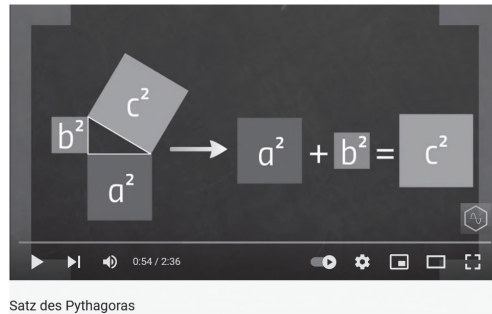 c²
b²
a²
a² + b² = c²
0:54 / 2:36
Satz des Pythagoras